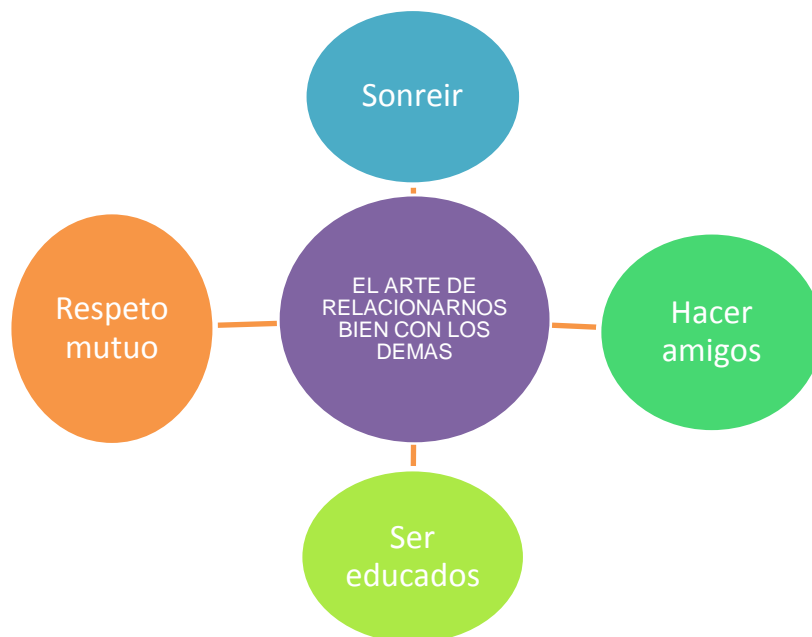 Sonreir
EL ARTE DE
RELACIONARNOS
BIEN CON LOS
DEMAS
Respeto
mutuo
Hacer
amigos
Ser
educados